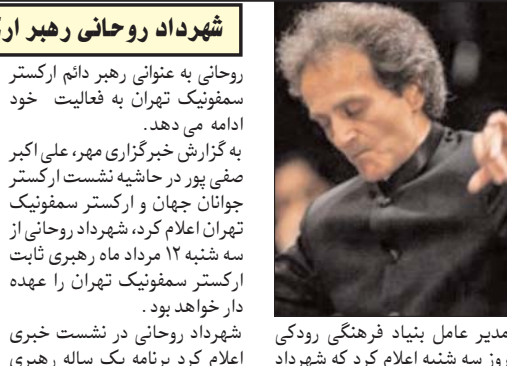 شهرداد روحانی رهبر ار
مدیر عامل بنیاد فرهنگی رودکی
روز سه شنبه اعلام کرد که شهرداد
روحانی به عنوانی رهبر دائم ارکستر
سمفونیک تهران به فعالیت خود
ادامه می دهد.
به گزارش خبرگزاری مهر، علی اکبر
صفی پور در حاشیه نشست ارکستر
جوانان جهان و ارکستر سمفونیک
تهران اعلام کرد، شهرداد روحانی از
سه شنبه ۱۲ مرداد ماه رهبری ثابت
ارکستر سمفونیک تهران را عهده
دار خواهد بود.
شهرداد روحانی در نشست خبری
اعلام کرد برنامه یک ساله رهبری